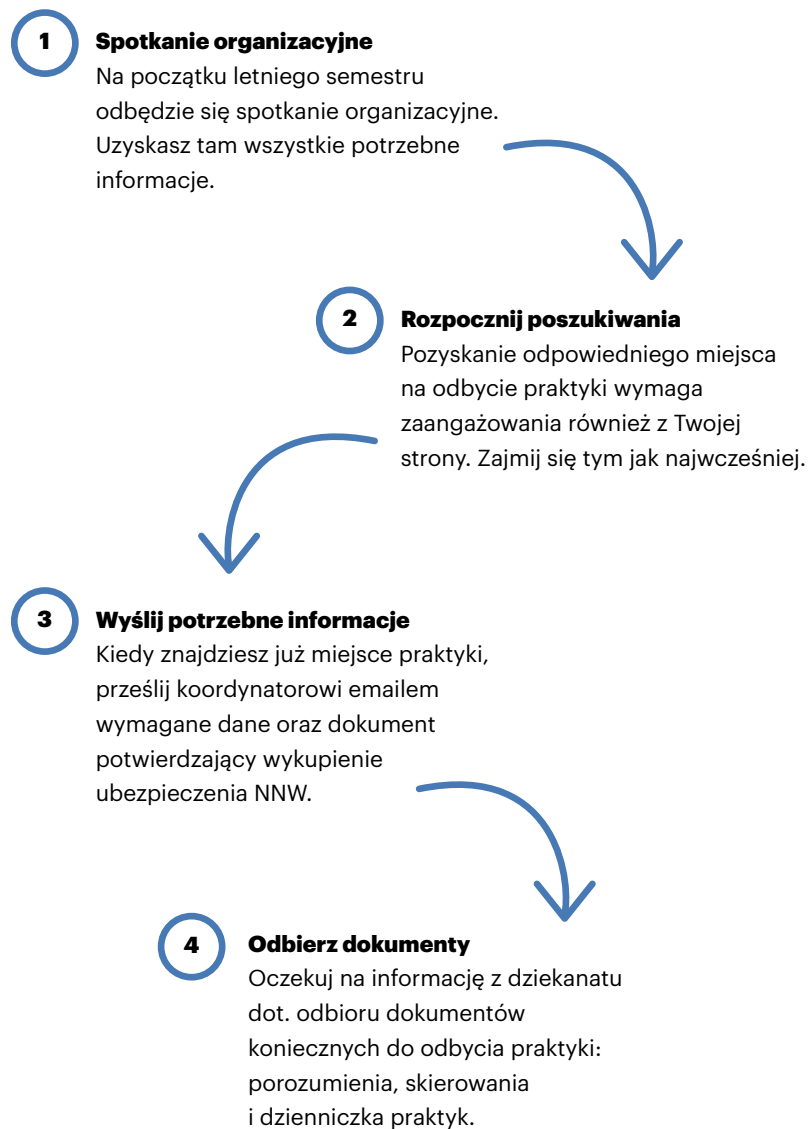 1
Spotkanie organizacyjne
Na początku letniego semestru
odbędzie się spotkanie organizacyjne.
Uzyskasz tam wszystkie potrzebne
informacje.
2
Rozpocznij poszukiwania
Pozyskanie odpowiedniego miejsca
na odbycie praktyki wymaga
zaangażowania również z Twojej
strony. Zajmij się tym jak najwcześniej.
3
Wyślij potrzebne informacje
Kiedy znajdziesz już miejsce praktyki,
prześlij koordynatorowi emailem
wymagane dane oraz dokument
potwierdzający wykupienie
ubezpieczenia NNW.
4
Odbierz dokumenty
Oczekuj na informację z dziekanatu
dot. odbioru dokumentów
koniecznych do odbycia praktyki:
porozumienia, skierowania
i dzienniczka praktyk.